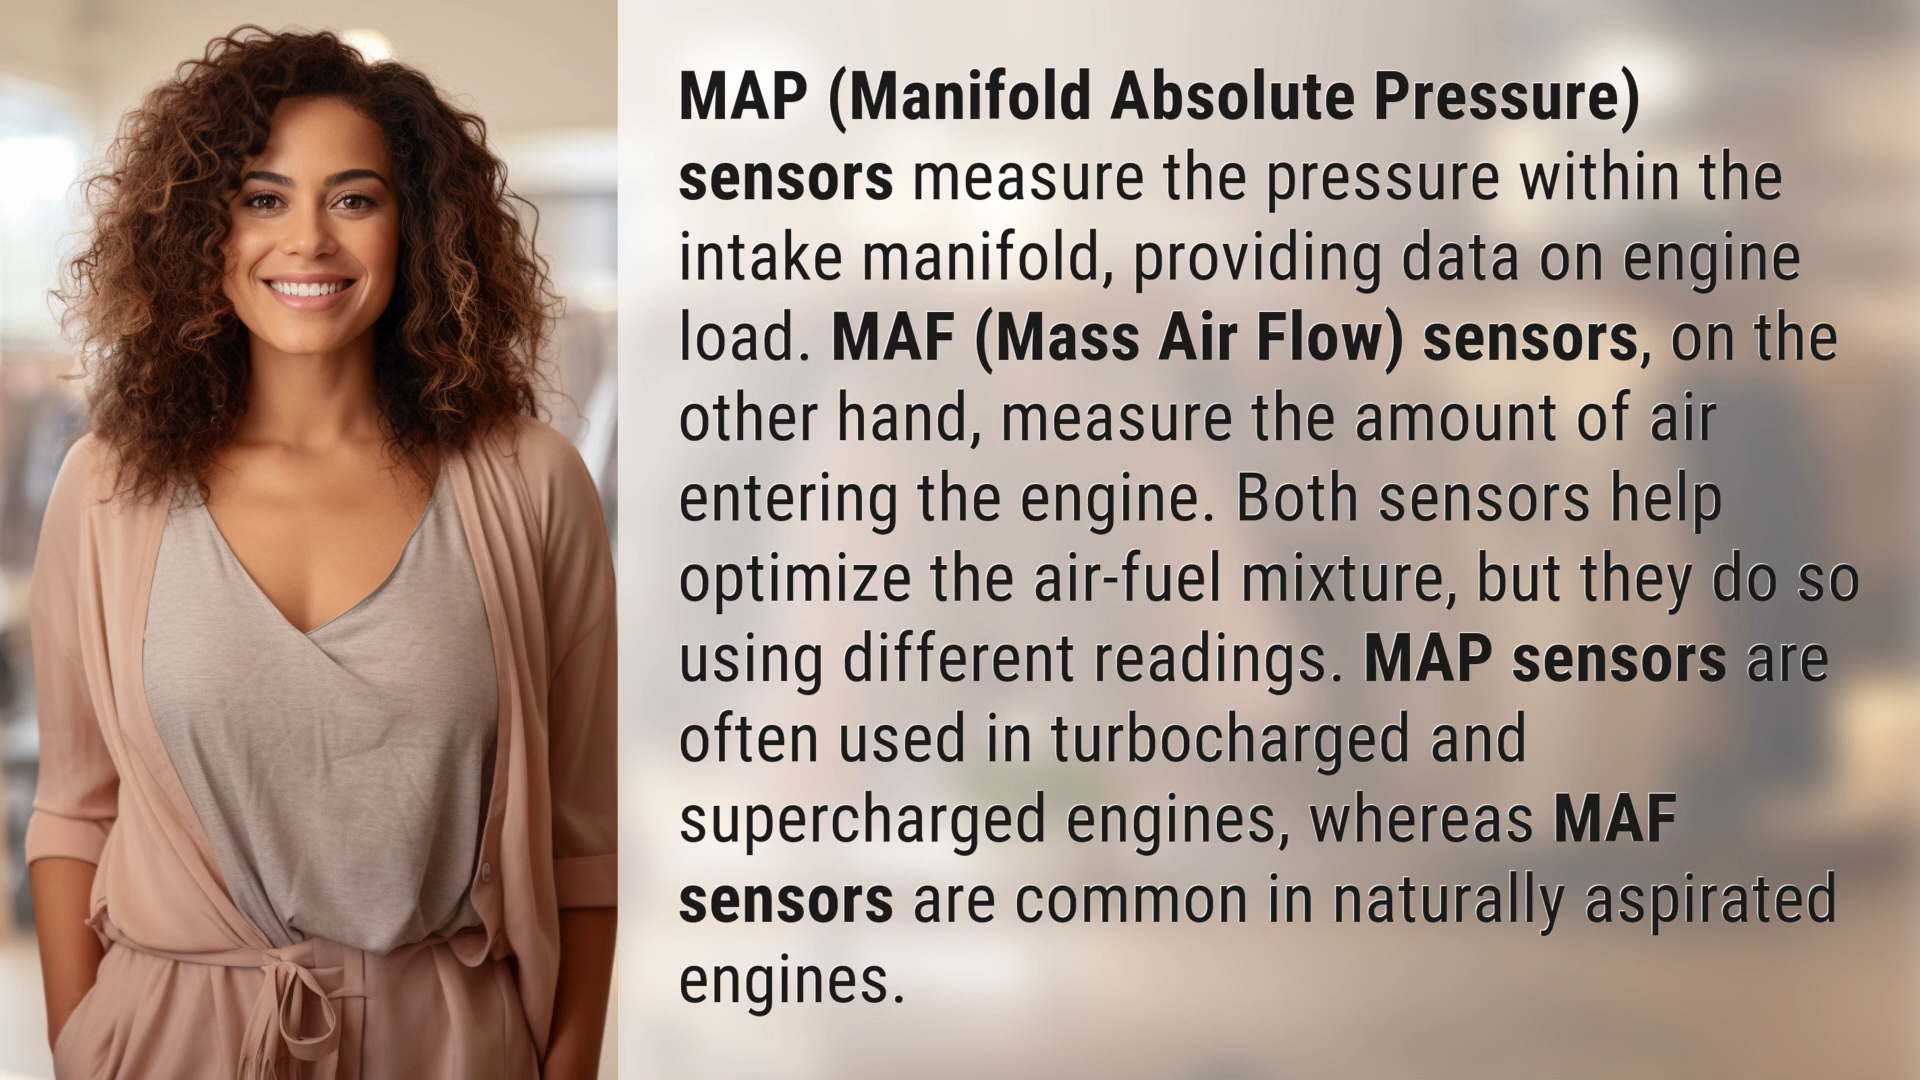 MAP (Manifold Absolute Pressure)
sensors measure the pressure within the
intake manifold, providing data on engine
load. MAF (Mass Air Flow) sensors, on the
other hand, measure the amount of air
entering the engine. Both sensors help
optimize the air-fuel mixture, but they do so
using different readings. MAP sensors are
often used in turbocharged and
supercharged engines, whereas MAF
sensors are common in naturally aspirated
engines.